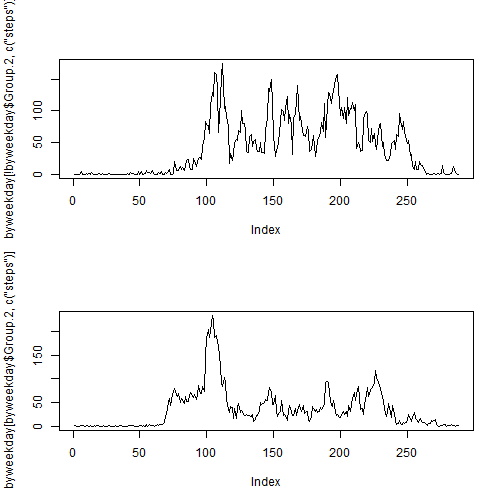 byweekday[!byweekday$Group.2, c("steps")
100
50
0
0 50 100 150 200 250
Index
byweekday[byweekday$Group.2, c("steps")]
150
50
0
0 50 100 150 200 250
Index